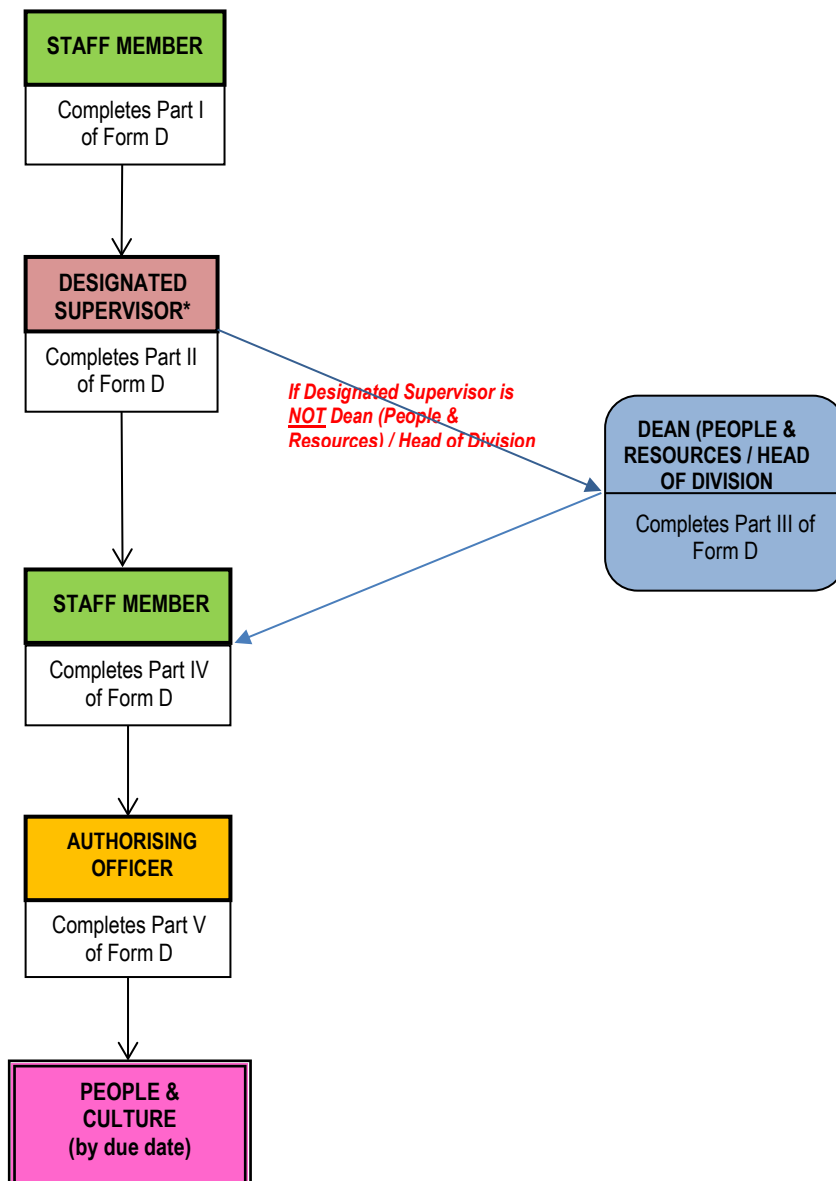 STAFF MEMBER
Completes Part I
of Form D
DESIGNATED
SUPERVISOR*
Completes Part II
of Form D
If Designated Supervisor is
NOT Dean (People &
Resources) / Head of Division
DEAN (PEOPLE &
RESOURCES / HEAD
OF DIVISION
Completes Part III of
Form D
STAFF MEMBER
Completes Part IV
of Form D
AUTHORISING
OFFICER
Completes Part V
of Form D
PEOPLE &
CULTURE
(by due date)